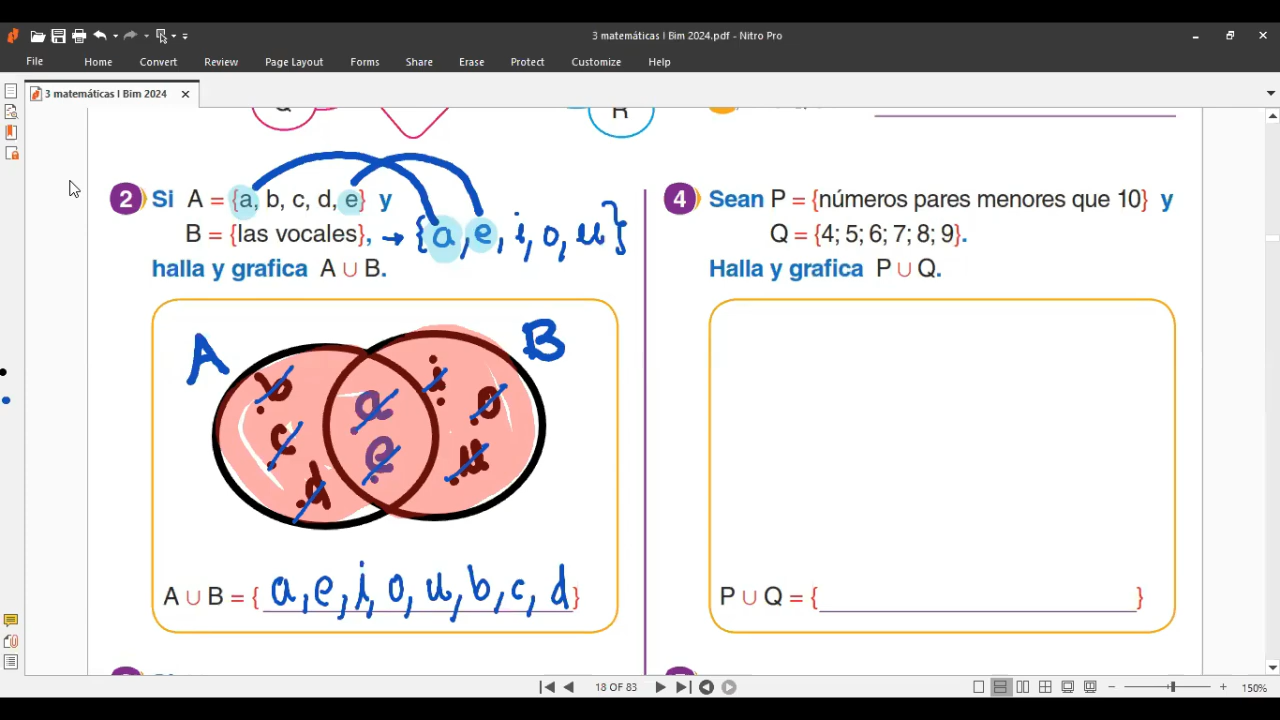 3 matemáticas I Bim 2024.pdf - Nitro Pro
File Home Convert Review Page Layout Forms Share Erase Protect Customize Help
3 matemáticas I Bim 2024
R
2 Si A = {a, b, c, d, e} y
B = {las vocales}, → {a, e, i, o, u}
halla y grafica A ∪ B.
A B
b
c
d
a
e
i
o
u
A ∪ B = { a, e, i, o, u, b, c, d }
4 Sean P = {números pares menores que 10} y
Q = {4; 5; 6; 7; 8; 9}.
Halla y grafica P ∪ Q.
P ∪ Q = { }
18 OF 83
150%